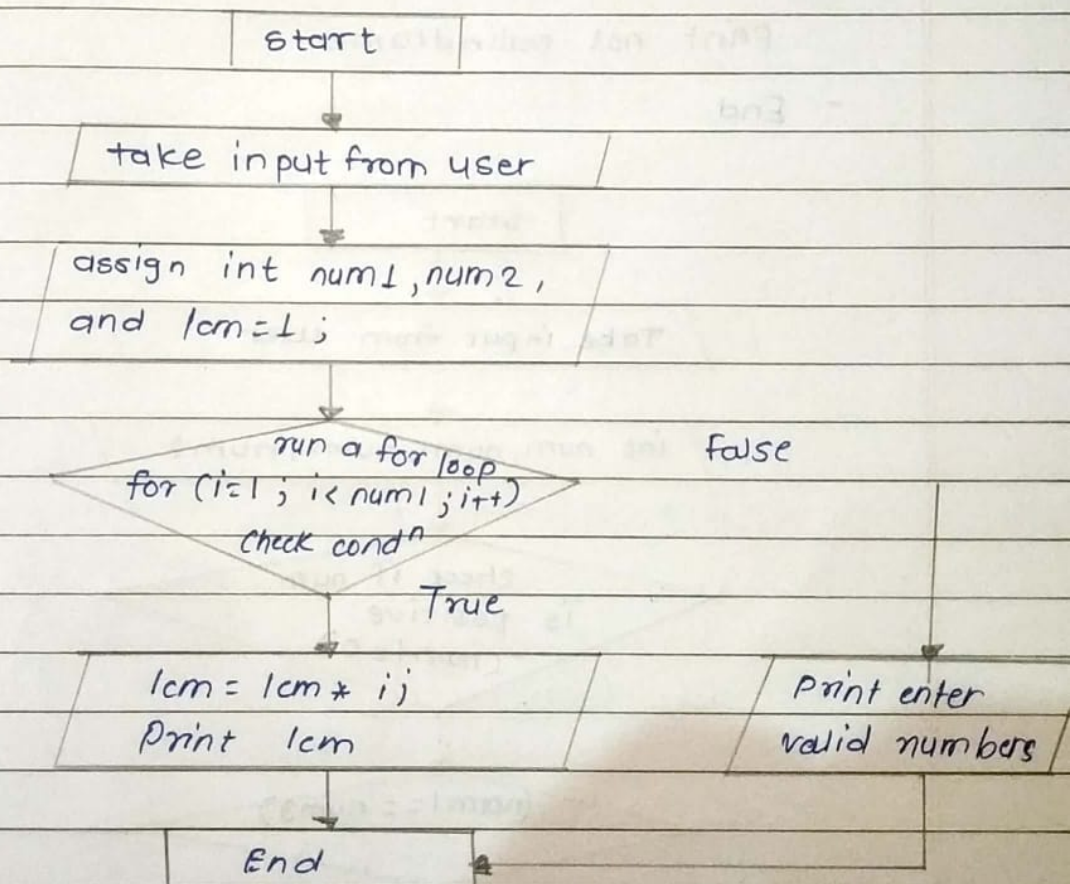 start
take input from user
assign int num1, num2,
and lcm=1;
run a for loop
for (i=1; i< num1; i++)
check condⁿ
False
True
lcm = lcm * i;
Print lcm
Print enter
valid numbers
End